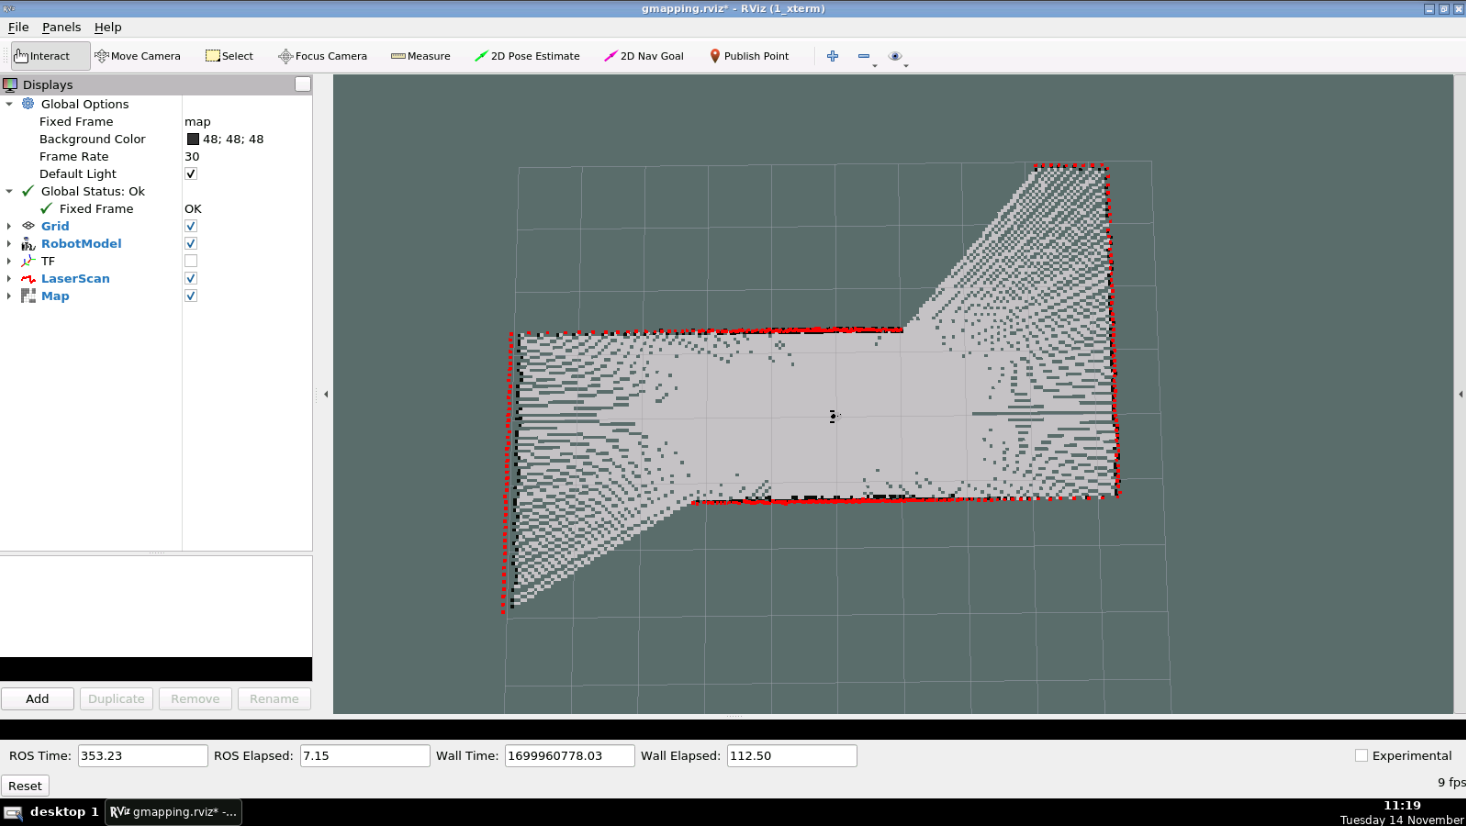 gmapping.rviz* - RViz (1_xterm)
File Panels Help
Interact Move Camera Select Focus Camera Measure 2D Pose Estimate 2D Nav Goal Publish Point
Displays
Global Options
Fixed Frame map
Background Color 48; 48; 48
Frame Rate 30
Default Light
Global Status: Ok
Fixed Frame OK
Grid
RobotModel
TF
LaserScan
Map
Add Duplicate Remove Rename
ROS Time: 353.23 ROS Elapsed: 7.15 Wall Time: 1699960778.03 Wall Elapsed: 112.50 Experimental
Reset 9 fps
desktop 1 RViz gmapping.rviz* -... 11:19
Tuesday 14 November